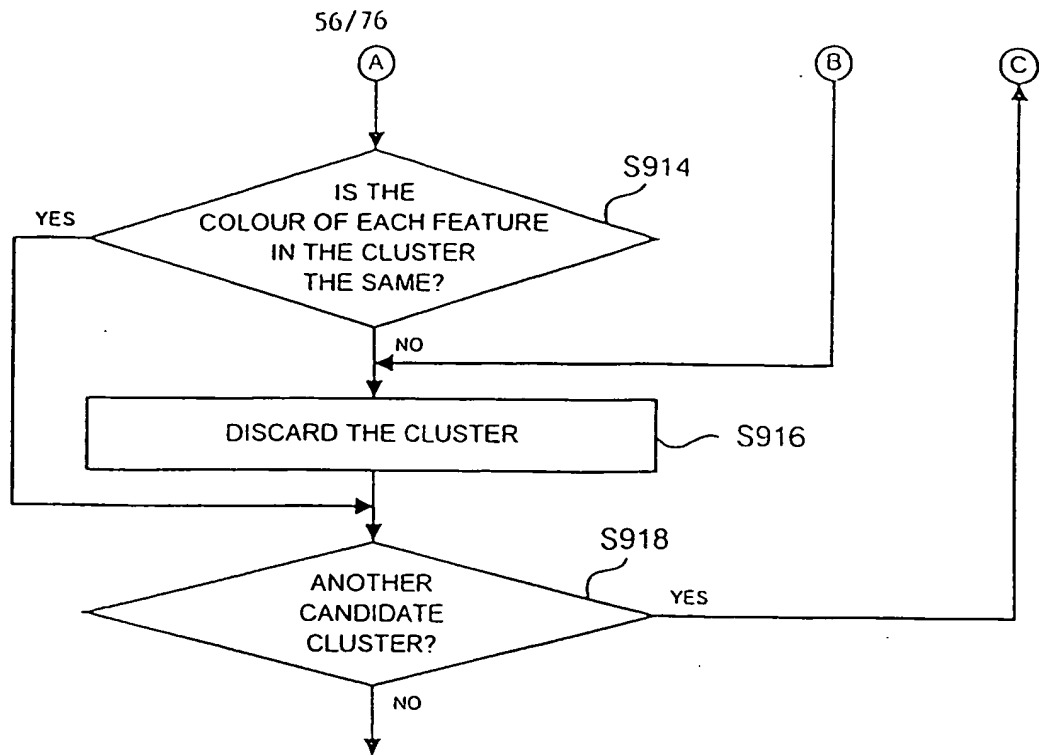 56/76
A
B
C
S914
IS THE
COLOUR OF EACH FEATURE
IN THE CLUSTER
THE SAME?
YES
NO
DISCARD THE CLUSTER
S916
S918
ANOTHER
CANDIDATE
CLUSTER?
YES
NO